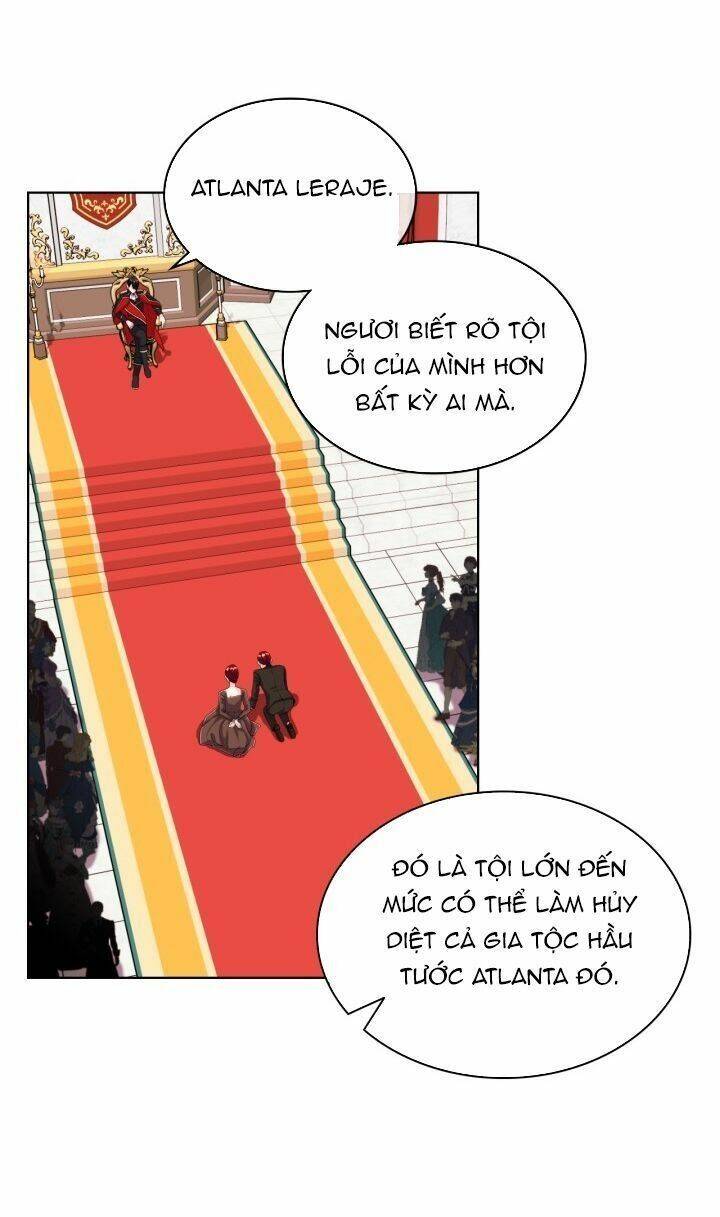 ATLANTA LERAJE.
NGƯƠI BIẾT RÕ TỘI
LỖI CỦA MÌNH HƠN
BẤT KỲ AI MÀ.
ĐÓ LÀ TỘI LỚN ĐẾN
MỨC CÓ THỂ LÀM HỦY
DIỆT CẢ GIA TỘC HẦU
TƯỚC ATLANTA ĐÓ.